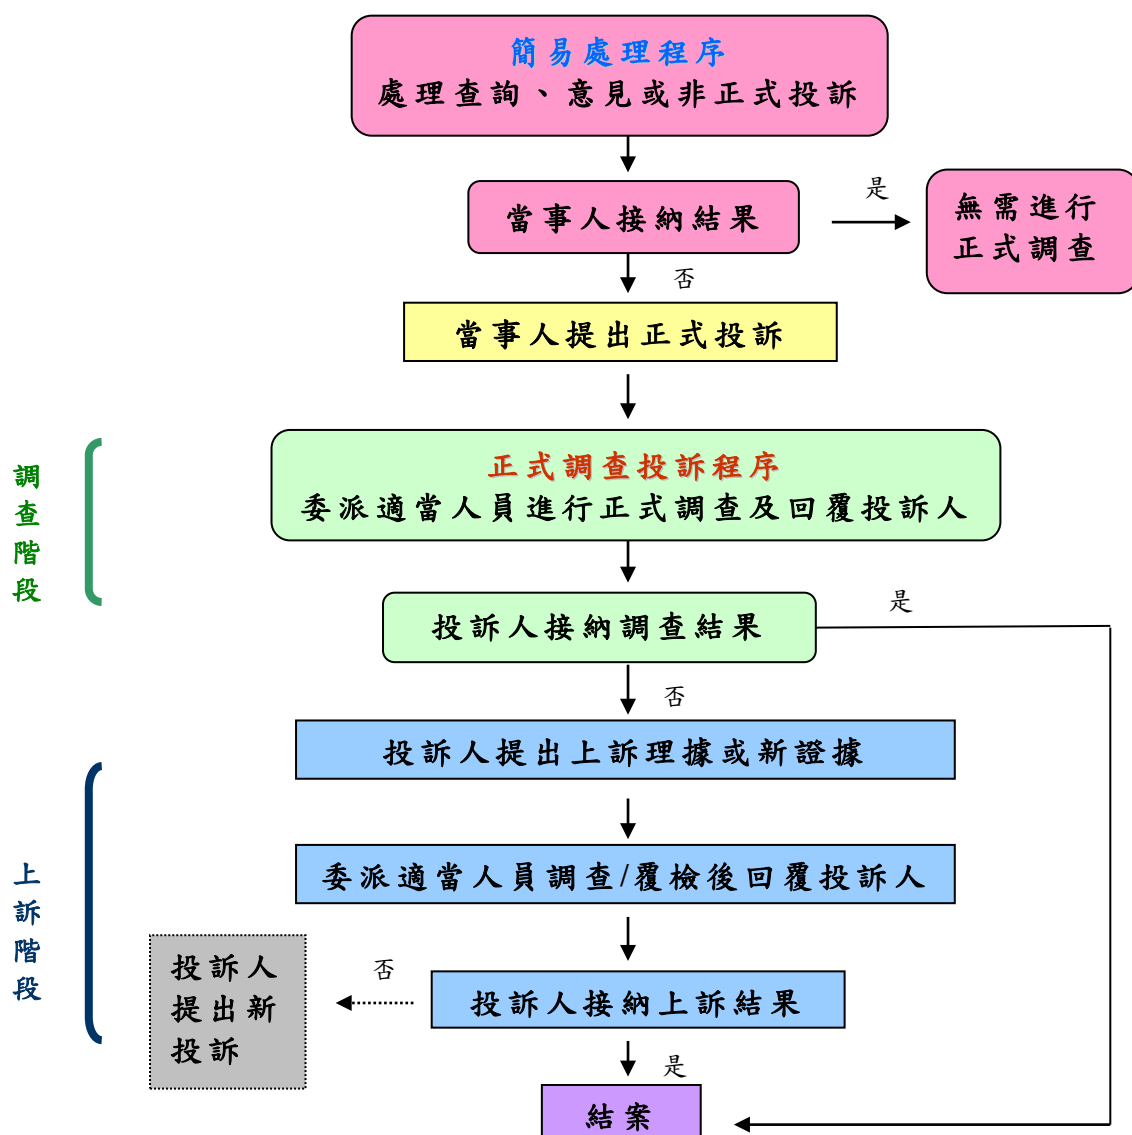 簡易處理程序
處理查詢、意見或非正式投訴
當事人接納結果
是
無需進行
正式調查
否
當事人提出正式投訴
調
查
階
段
正式調查投訴程序
委派適當人員進行正式調查及回覆投訴人
投訴人接納調查結果
是
否
投訴人提出上訴理據或新證據
上
訴
階
段
委派適當人員調查/覆檢後回覆投訴人
投訴人接納上訴結果
否
投訴人
提出新
投訴
是
結案